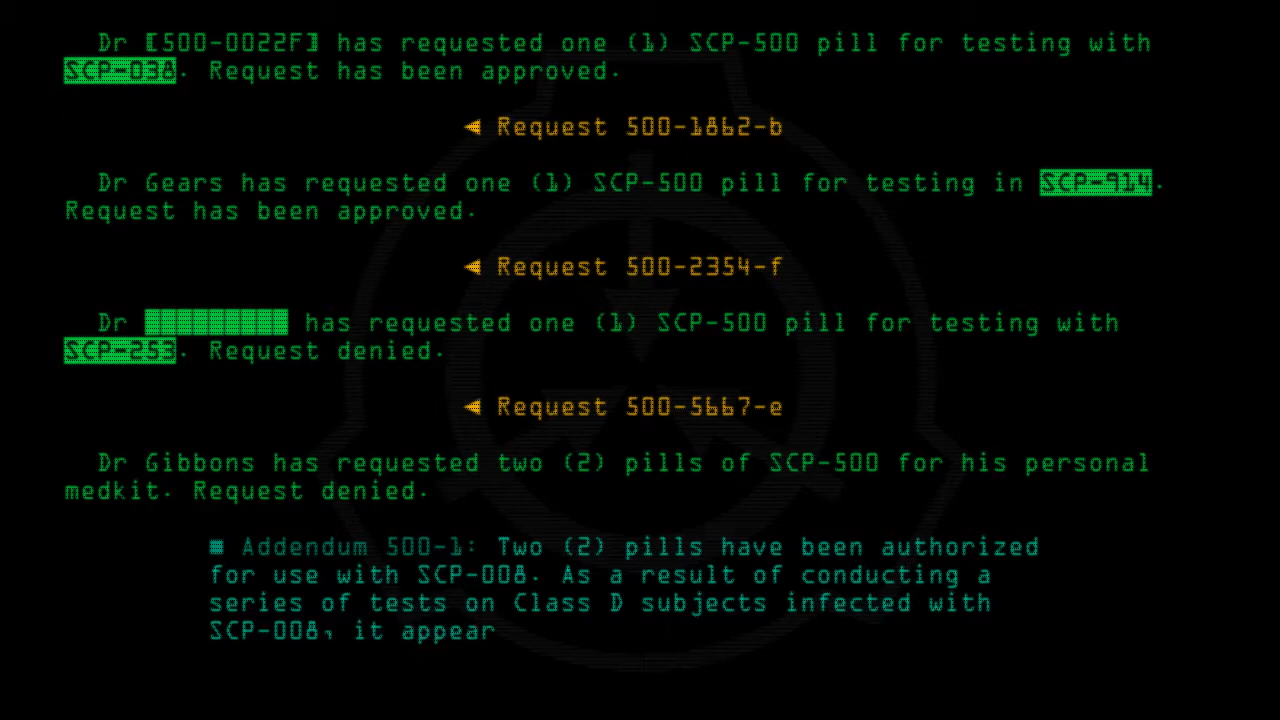 Dr [500-0022F] has requested one (1) SCP-500 pill for testing with
SCP-038. Request has been approved.
◄ Request 500-1862-b
Dr Gears has requested one (1) SCP-500 pill for testing in SCP-914.
Request has been approved.
◄ Request 500-2354-f
Dr █████████ has requested one (1) SCP-500 pill for testing with
SCP-253. Request denied.
◄ Request 500-5667-e
Dr Gibbons has requested two (2) pills of SCP-500 for his personal
medkit. Request denied.
■ Addendum 500-1: Two (2) pills have been authorized
for use with SCP-008. As a result of conducting a
series of tests on Class D subjects infected with
SCP-008, it appear